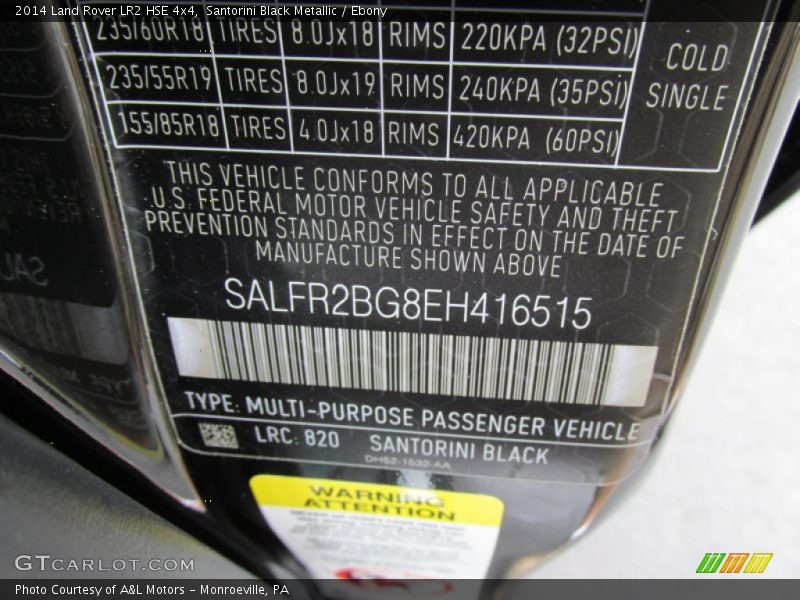 2014 Land Rover LR2 HSE 4x4, Santorini Black Metallic / Ebony
235/60R18 TIRES 8.0Jx18 RIMS 220KPA (32PSI)
235/55R19 TIRES 8.0Jx19 RIMS 240KPA (35PSI)
155/85R18 TIRES 4.0Jx18 RIMS 420KPA (60PSI)
COLD
SINGLE
THIS VEHICLE CONFORMS TO ALL APPLICABLE
U.S. FEDERAL MOTOR VEHICLE SAFETY AND THEFT
PREVENTION STANDARDS IN EFFECT ON THE DATE OF
MANUFACTURE SHOWN ABOVE
SALFR2BG8EH416515
TYPE: MULTI-PURPOSE PASSENGER VEHICLE
LRC: 820 SANTORINI BLACK
DH52-1532-AA
WARNING
ATTENTION
GTCARLOT.COM
Photo Courtesy of A&L Motors – Monroeville, PA